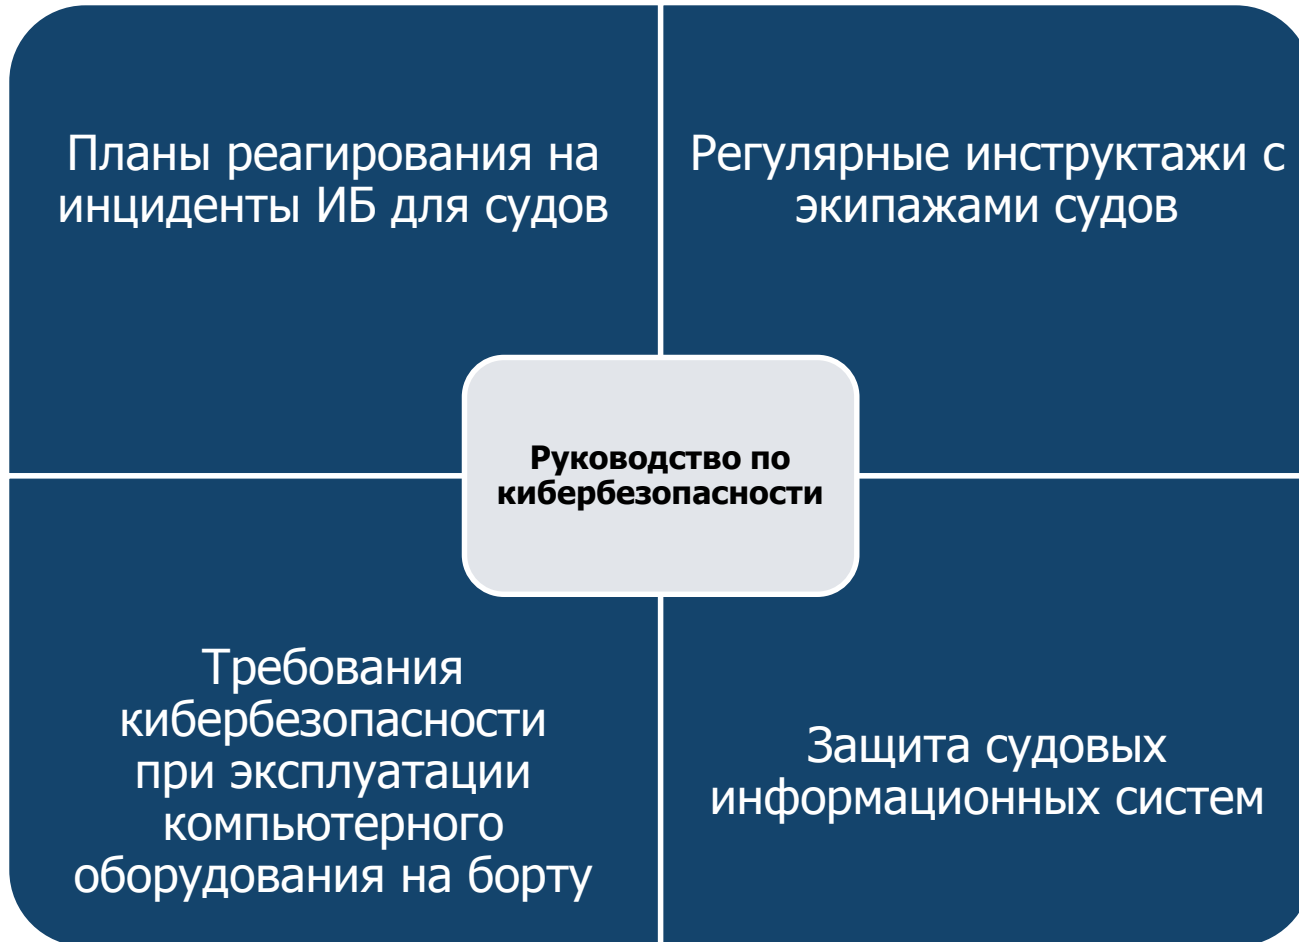 Планы реагирования на
инциденты ИБ для судов
Регулярные инструктажи с
экипажами судов
Руководство по
кибербезопасности
Требования
кибербезопасности
при эксплуатации
компьютерного
оборудования на борту
Защита судовых
информационных систем